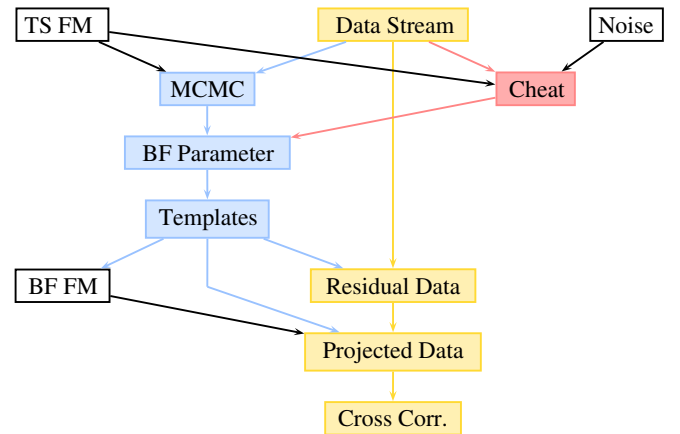 TS FM
Data Stream
Noise
MCMC
Cheat
BF Parameter
Templates
BF FM
Residual Data
Projected Data
Cross Corr.